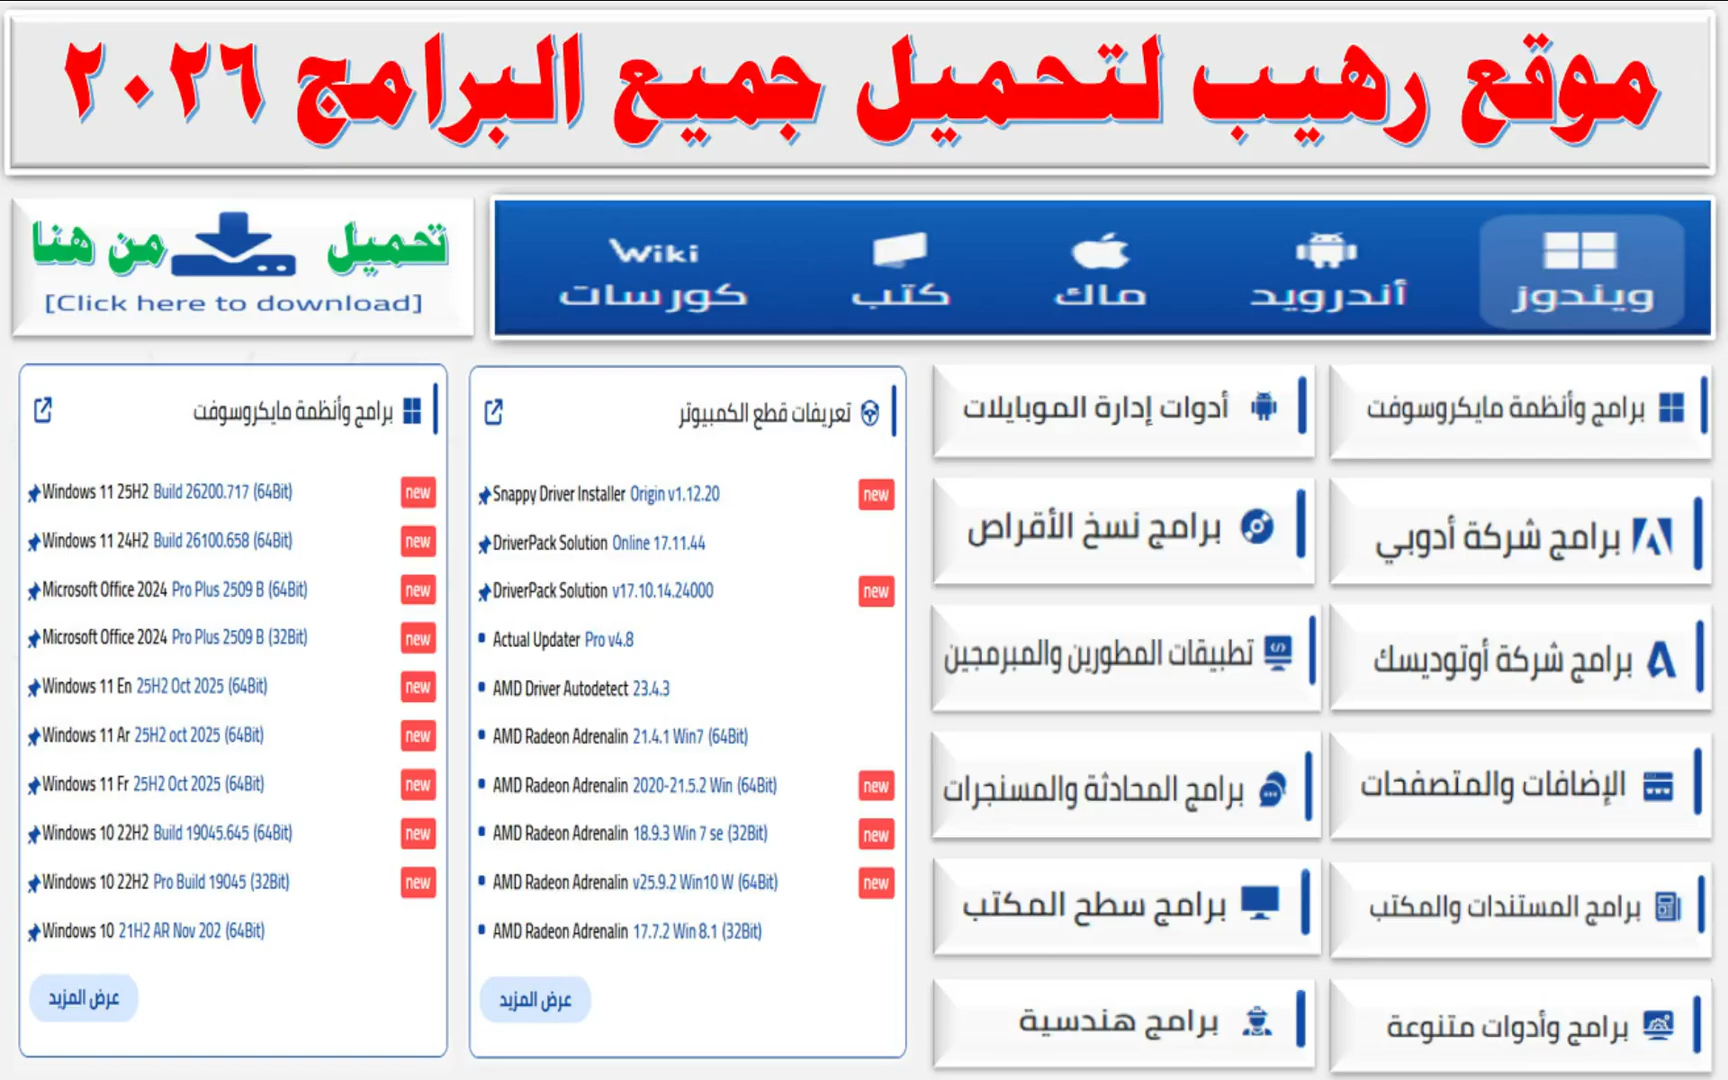 موقع رهيب لتحميل جميع البرامج ٢٠٢٦
ويندوز
أندرويد
ماك
كتب
Wiki
كورسات
تحميل من هنا
[Click here to download]
برامج وأنظمة مايكروسوفت
برامج شركة أدوبي
برامج شركة أوتوديسك
الإضافات والمتصفحات
برامج المستندات والمكتب
برامج وأدوات متنوعة
أدوات إدارة الموبايلات
برامج نسخ الأقراص
تطبيقات المطورين والمبرمجين
برامج المحادثة والمسنجرات
برامج سطح المكتب
برامج هندسية
تعريفات قطع الكمبيوتر
Snappy Driver Installer Origin v1.12.20 new
DriverPack Solution Online 17.11.44
DriverPack Solution v17.10.14.24000 new
Actual Updater Pro v4.8
AMD Driver Autodetect 23.4.3
AMD Radeon Adrenalin 21.4.1 Win7 (64Bit)
AMD Radeon Adrenalin 2020-21.5.2 Win (64Bit) new
AMD Radeon Adrenalin 18.9.3 Win 7 se (32Bit) new
AMD Radeon Adrenalin v25.9.2 Win10 W (64Bit) new
AMD Radeon Adrenalin 17.7.2 Win 8.1 (32Bit)
عرض المزيد
برامج وأنظمة مايكروسوفت
Windows 11 25H2 Build 26200.717 (64Bit) new
Windows 11 24H2 Build 26100.658 (64Bit) new
Microsoft Office 2024 Pro Plus 2509 B (64Bit) new
Microsoft Office 2024 Pro Plus 2509 B (32Bit) new
Windows 11 En 25H2 Oct 2025 (64Bit) new
Windows 11 Ar 25H2 oct 2025 (64Bit) new
Windows 11 Fr 25H2 Oct 2025 (64Bit) new
Windows 10 22H2 Build 19045.645 (64Bit) new
Windows 10 22H2 Pro Build 19045 (32Bit) new
Windows 10 21H2 AR Nov 202 (64Bit)
عرض المزيد